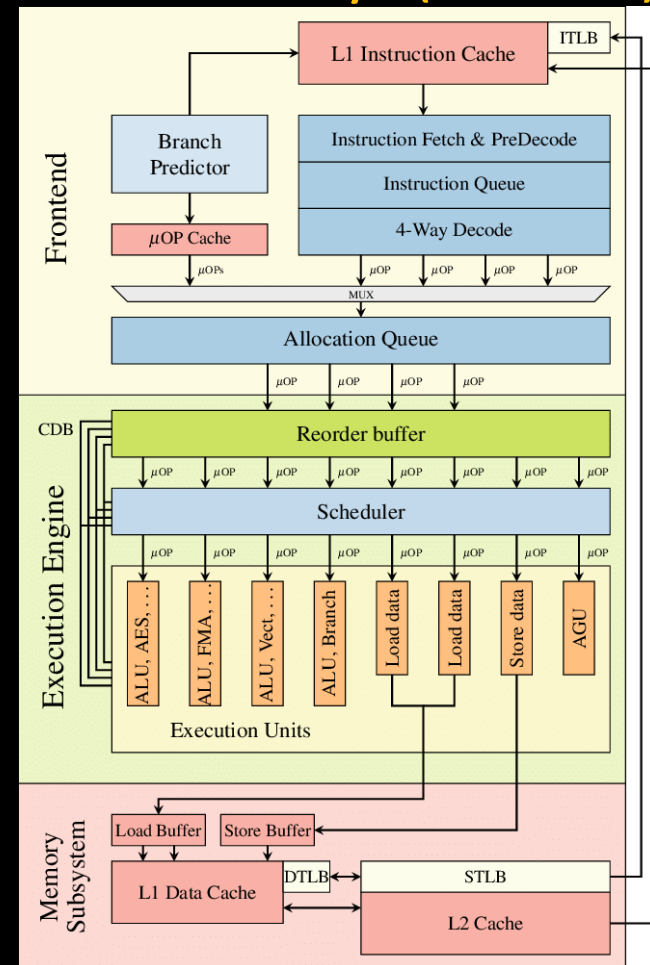 L1 Instruction Cache
ITLB
Frontend
Branch
Predictor
Instruction Fetch & PreDecode
Instruction Queue
4-Way Decode
μOP Cache
μOPs
μOP
μOP
μOP
μOP
MUX
Allocation Queue
μOP
μOP
μOP
μOP
Execution Engine
CDB
Reorder buffer
μOP
μOP
μOP
μOP
μOP
μOP
μOP
μOP
Scheduler
μOP
μOP
μOP
μOP
μOP
μOP
μOP
μOP
ALU, AES, ...
ALU, FMA, ...
ALU, Vect, ...
ALU, Branch
Load data
Load data
Store data
AGU
Execution Units
Memory
Subsystem
Load Buffer
Store Buffer
L1 Data Cache
DTLB
STLB
L2 Cache